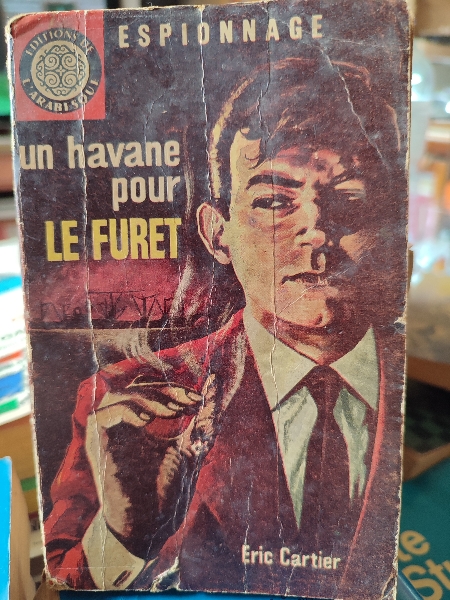 EDITIONS DE
L'ARABESQUE
ESPIONNAGE
un havane
pour
LE FURET
Eric Cartier